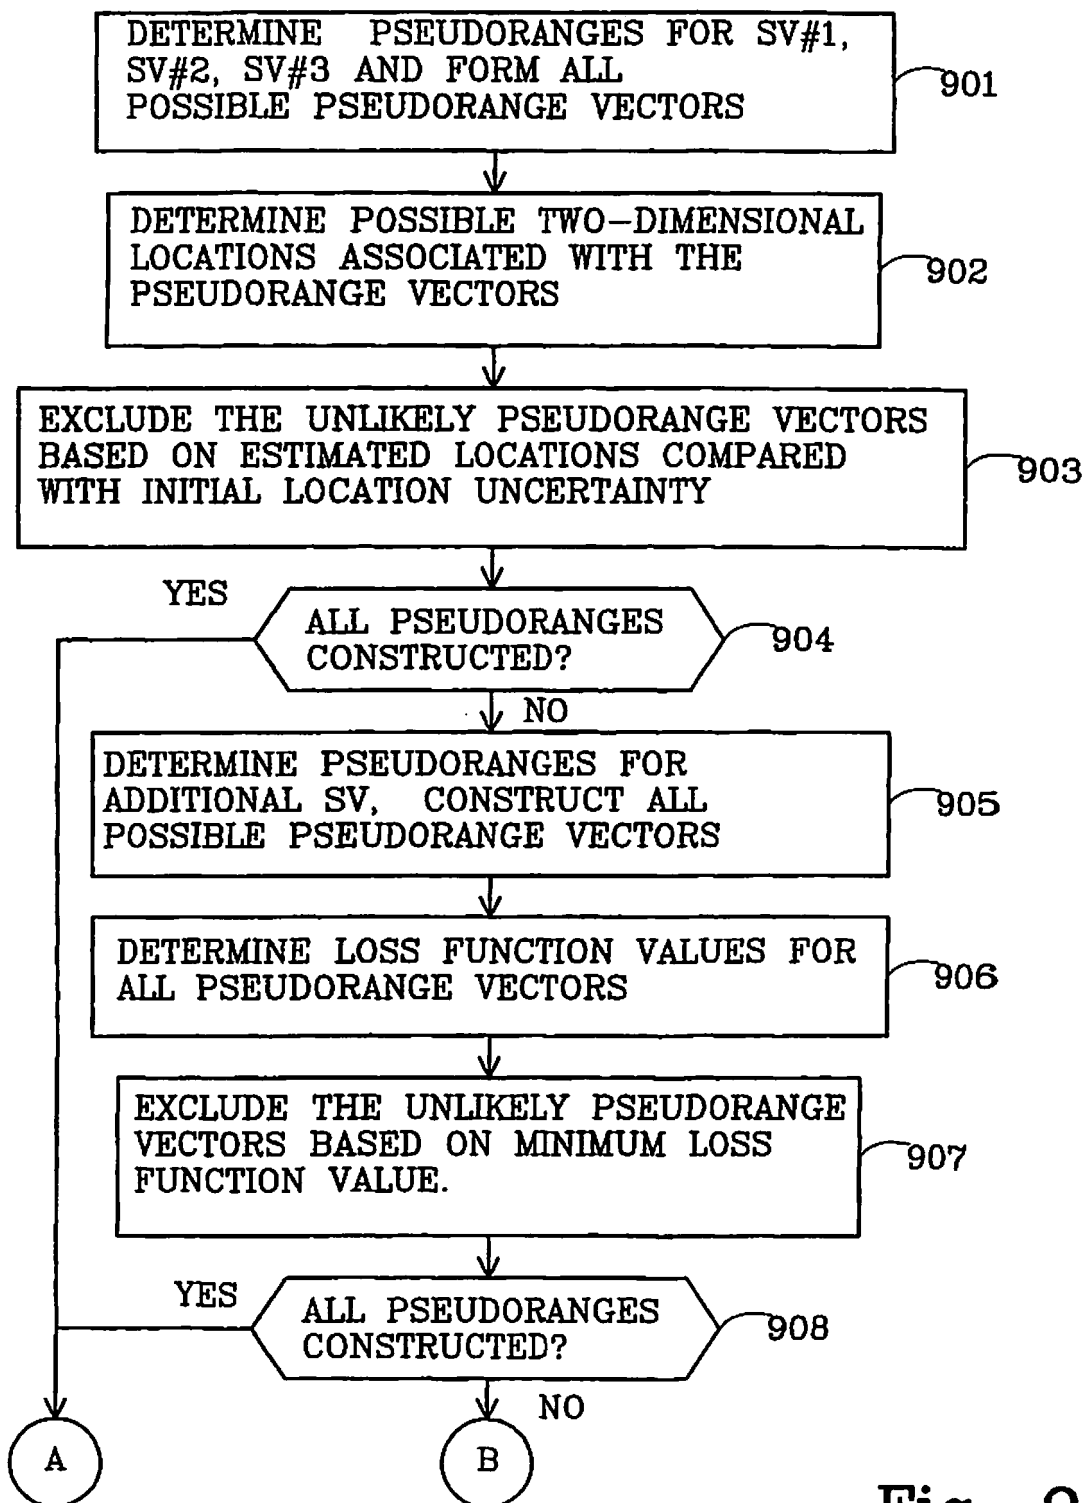 DETERMINE PSEUDORANGES FOR SV#1,
SV#2, SV#3 AND FORM ALL
POSSIBLE PSEUDORANGE VECTORS
901
DETERMINE POSSIBLE TWO-DIMENSIONAL
LOCATIONS ASSOCIATED WITH THE
PSEUDORANGE VECTORS
902
EXCLUDE THE UNLIKELY PSEUDORANGE VECTORS
BASED ON ESTIMATED LOCATIONS COMPARED
WITH INITIAL LOCATION UNCERTAINTY
903
YES
ALL PSEUDORANGES
CONSTRUCTED?
904
NO
DETERMINE PSEUDORANGES FOR
ADDITIONAL SV, CONSTRUCT ALL
POSSIBLE PSEUDORANGE VECTORS
905
DETERMINE LOSS FUNCTION VALUES FOR
ALL PSEUDORANGE VECTORS
906
EXCLUDE THE UNLIKELY PSEUDORANGE
VECTORS BASED ON MINIMUM LOSS
FUNCTION VALUE.
907
YES
ALL PSEUDORANGES
CONSTRUCTED?
908
NO
A
B